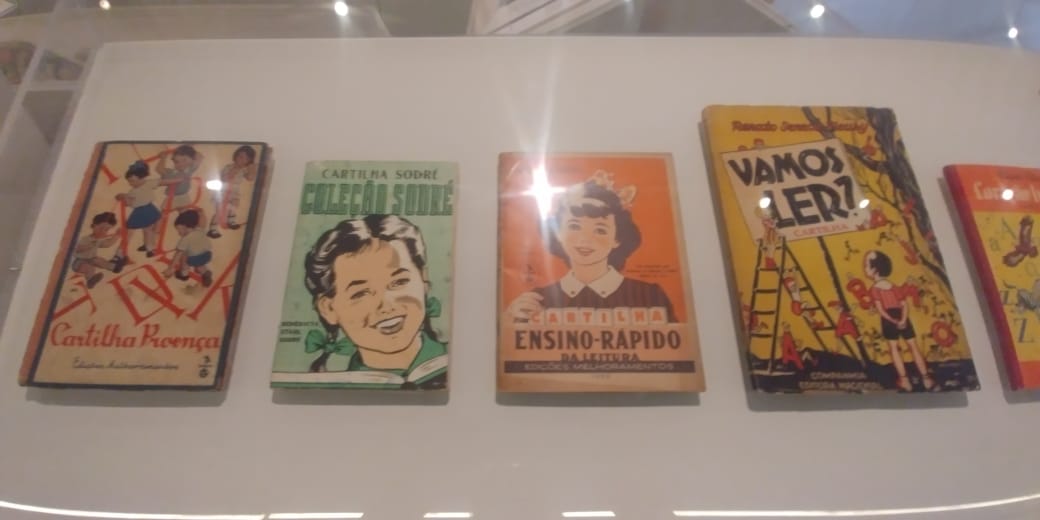 Cartilha Proença
Edições Melhoramentos
CARTILHA SODRÉ
COLEÇÃO SODRÉ
BENEDICTA
STAHL
SODRÉ
CARTILHA
ENSINO-RÁPIDO
DA LEITURA
EDIÇÕES MELHORAMENTOS
Renato
VAMOS
LER?
CARTILHA
COMPANHIA
EDITORA NACIONAL
a A
Z